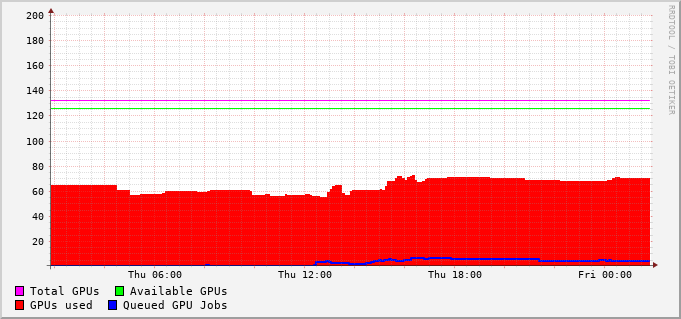 RRDTOOL / TOBI OETIKER
200
180
160
140
120
100
80
60
40
20
Thu 06:00 Thu 12:00 Thu 18:00 Fri 00:00
Total GPUs Available GPUs
GPUs used Queued GPU Jobs